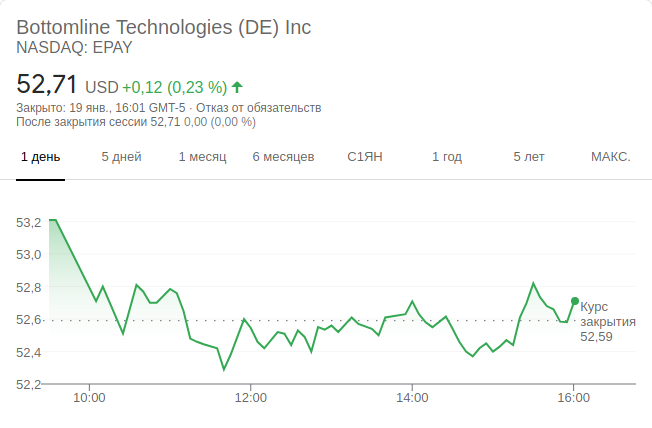 Bottomline Technologies (DE) Inc
NASDAQ: EPAY
52,71 USD +0,12 (0,23 %)
Закрыто: 19 янв., 16:01 GMT-5 · Отказ от обязательств
После закрытия сессии 52,71 0,00 (0,00 %)
1 день 5 дней 1 месяц 6 месяцев С1ЯН 1 год 5 лет МАКС.
53,2
53,0
52,8
52,6
52,4
52,2
Курс
закрытия
52,59
10:00 12:00 14:00 16:00